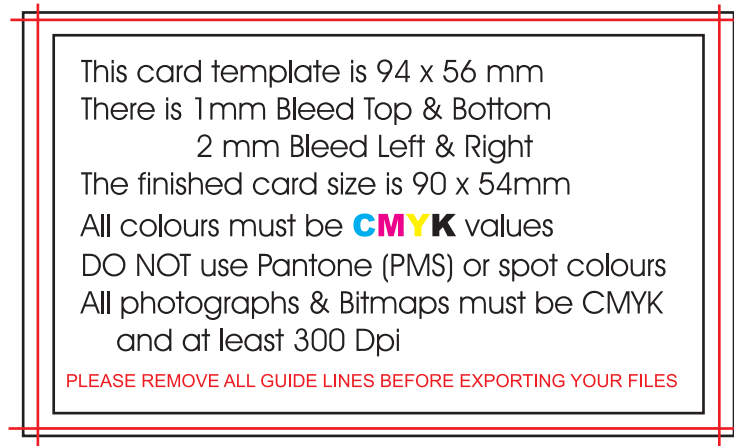 This card template is 94 x 56 mm
There is 1mm Bleed Top & Bottom
2 mm Bleed Left & Right
The finished card size is 90 x 54mm
All colours must be CMYK values
DO NOT use Pantone (PMS) or spot colours
All photographs & Bitmaps must be CMYK
and at least 300 Dpi
PLEASE REMOVE ALL GUIDE LINES BEFORE EXPORTING YOUR FILES